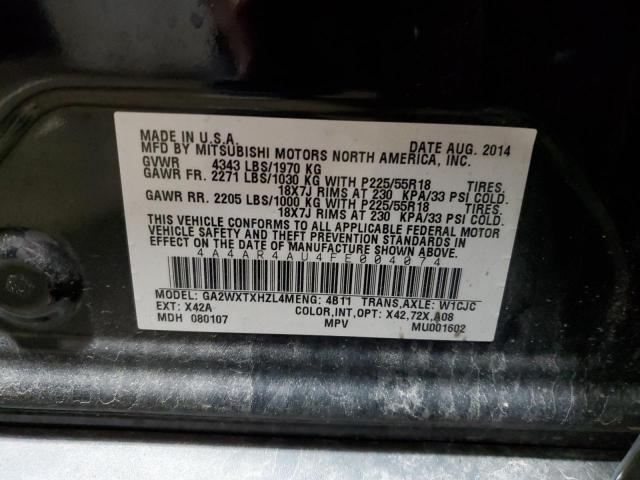 MADE IN U.S.A. DATE AUG. 2014
MFD BY MITSUBISHI MOTORS NORTH AMERICA, INC.
GVWR 4343 LBS/1970 KG
GAWR FR. 2271 LBS/1030 KG WITH P225/55R18 TIRES.
18X7J RIMS AT 230 KPA/33 PSI COLD.
GAWR RR. 2205 LBS/1000 KG WITH P225/55R18 TIRES.
18X7J RIMS AT 230 KPA/33 PSI COLD.
THIS VEHICLE CONFORMS TO ALL APPLICABLE FEDERAL MOTOR
VEHICLE SAFETY AND THEFT PREVENTION STANDARDS IN
EFFECT ON THE DATE OF MANUFACTURE SHOWN ABOVE.
4A4AR4AU4FE004074
MODEL: GA2WXTXHZL4MENG: 4B11 TRANS,AXLE: W1CJC
EXT: X42A COLOR,INT,OPT: X42,72X,A08
MDH 080107 MPV MU001602